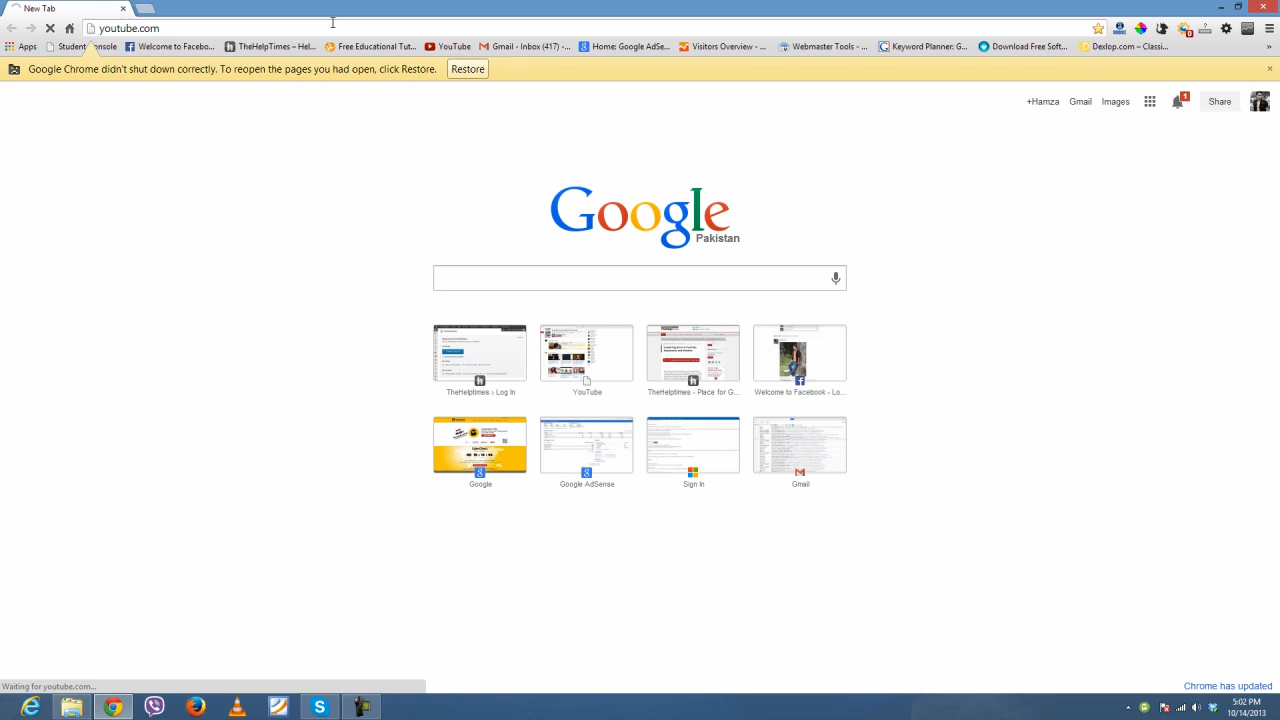 New Tab
youtube.com
Apps Student Console Welcome to Facebo... TheHelpTimes – Hel... Free Educational Tut... YouTube Gmail - Inbox (417) -... Home: Google AdSe... Visitors Overview - ... Webmaster Tools - ... Keyword Planner: G... Download Free Soft... Dexlop.com – Classi... »
Google Chrome didn't shut down correctly. To reopen the pages you had open, click Restore. Restore
+Hamza Gmail Images 1 Share
Google
Pakistan
TheHelptimes › Log In YouTube TheHelptimes - Place for G... Welcome to Facebook - Lo...
Google Google AdSense Sign In Gmail
Chrome has updated
Waiting for youtube.com...
5:02 PM
10/14/2013